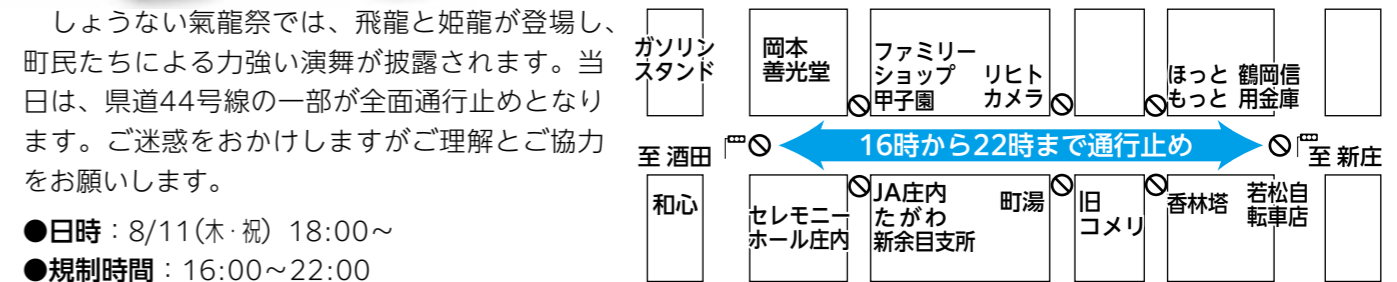 しょうない氣龍祭では、飛龍と姫龍が登場し、
町民たちによる力強い演舞が披露されます。当
日は、県道44号線の一部が全面通行止めとなり
ます。ご迷惑をおかけしますがご理解とご協力
をお願いします。
●日時：8/11(木・祝) 18:00～
●規制時間：16:00～22:00
ガソリン
スタンド
岡本
善光堂
ファミリー
ショップ
甲子園
リヒト
カメラ
ほっと
もっと
鶴岡信
用金庫
至 酒田
16時から22時まで通行止め
至 新庄
和心
セレモニー
ホール庄内
JA庄内
たがわ
新余目支所
町湯
旧
コメリ
香林塔
若松自
転車店